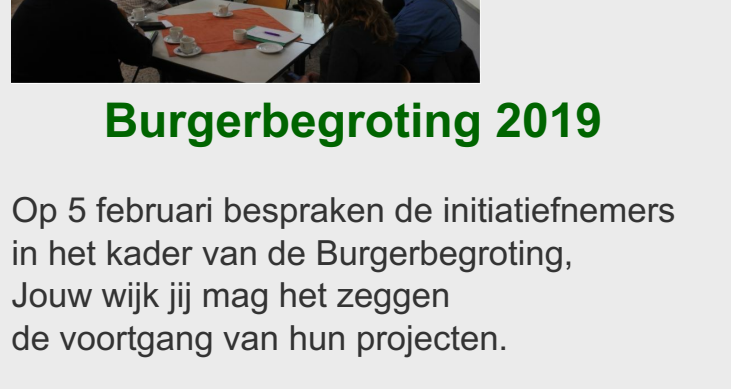 Burgerbegroting 2019
Op 5 februari bespraken de initiatiefnemers
in het kader van de Burgerbegroting,
Jouw wijk jij mag het zeggen
de voortgang van hun projecten.